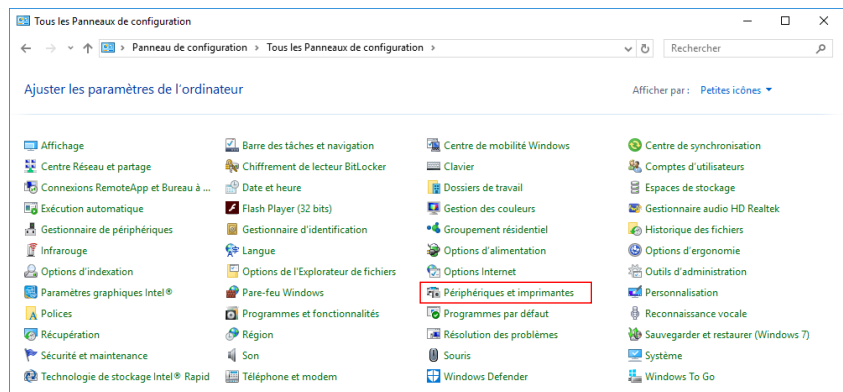 Tous les Panneaux de configuration
Panneau de configuration > Tous les Panneaux de configuration >
Rechercher
Ajuster les paramètres de l'ordinateur
Afficher par : Petites icônes
Affichage
Barre des tâches et navigation
Centre de mobilité Windows
Centre de synchronisation
Centre Réseau et partage
Chiffrement de lecteur BitLocker
Clavier
Comptes d'utilisateurs
Connexions RemoteApp et Bureau à ...
Date et heure
Dossiers de travail
Espaces de stockage
Exécution automatique
Flash Player (32 bits)
Gestion des couleurs
Gestionnaire audio HD Realtek
Gestionnaire de périphériques
Gestionnaire d'identification
Groupement résidentiel
Historique des fichiers
Infrarouge
Langue
Options d'alimentation
Options d'ergonomie
Options d'indexation
Options de l'Explorateur de fichiers
Options Internet
Outils d'administration
Paramètres graphiques Intel®
Pare-feu Windows
Périphériques et imprimantes
Personnalisation
Polices
Programmes et fonctionnalités
Programmes par défaut
Reconnaissance vocale
Récupération
Région
Résolution des problèmes
Sauvegarder et restaurer (Windows 7)
Sécurité et maintenance
Son
Souris
Système
Technologie de stockage Intel® Rapid
Téléphone et modem
Windows Defender
Windows To Go